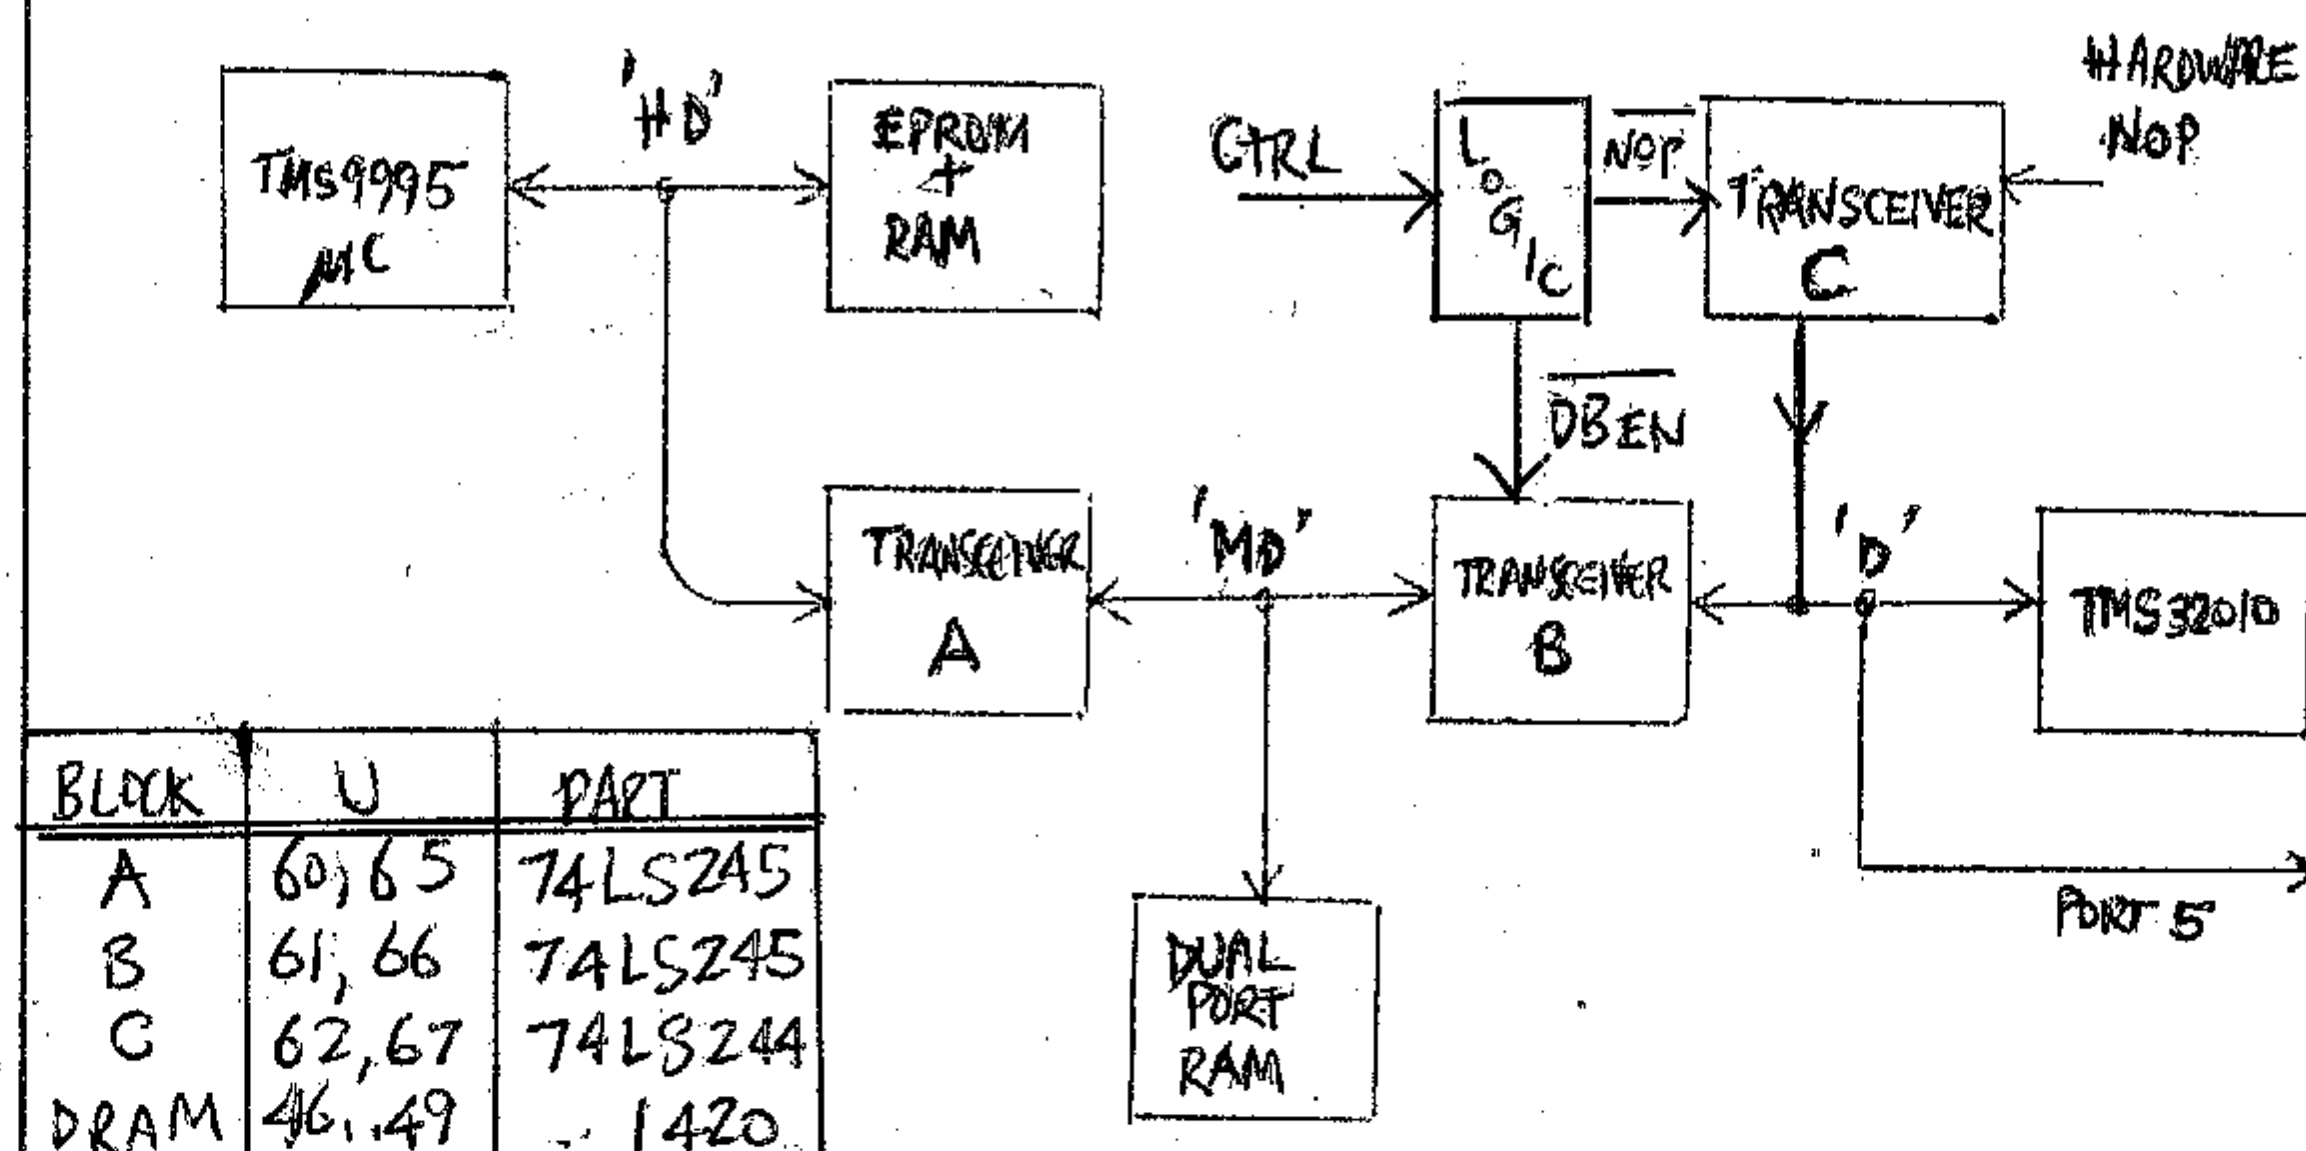 'HD'
TMS9995
µC
EPROM
+
RAM
CTRL
LOGIC
NOP
TRANSCEIVER
C
HARDWARE
NOP
DBEN
TRANSCEIVER
A
'MD'
TRANSCEIVER
B
'D'
TMS32010
PORT 5
DUAL
PORT
RAM
BLOCK U PART
A 60, 65 74LS245
B 61, 66 74LS245
C 62, 67 74LS244
DRAM 46...49 1420